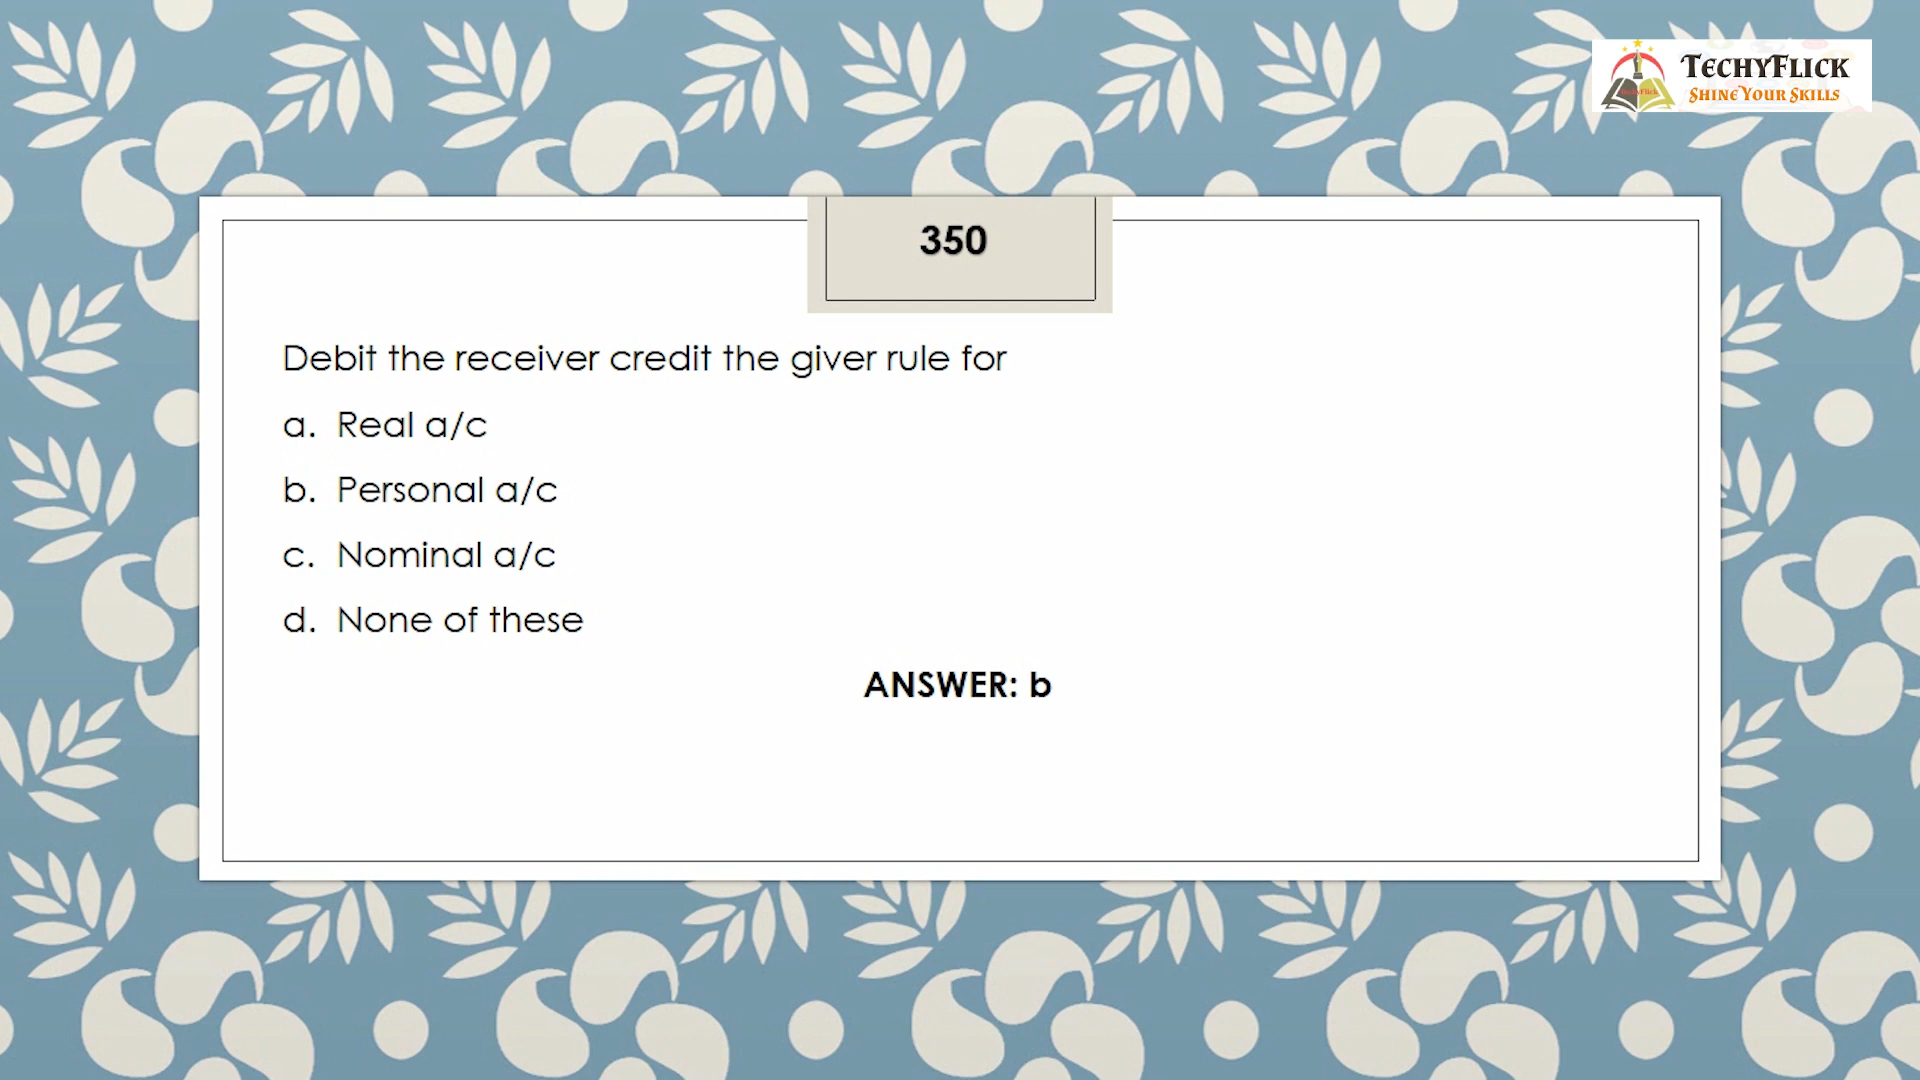 TECHYFLICK
SHINE YOUR SKILLS
350
Debit the receiver credit the giver rule for
a. Real a/c
b. Personal a/c
c. Nominal a/c
d. None of these
ANSWER: b